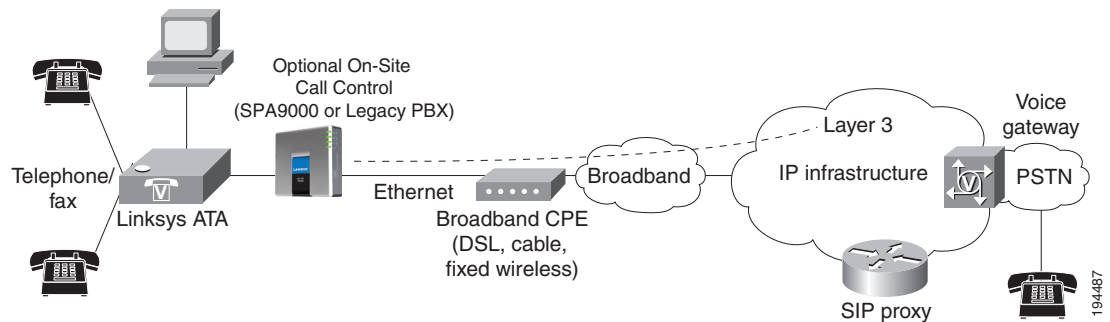 Optional On-Site
Call Control
(SPA9000 or Legacy PBX)
Telephone/
fax
Linksys ATA
Ethernet
Broadband CPE
(DSL, cable,
fixed wireless)
Broadband
Layer 3
IP infrastructure
SIP proxy
Voice
gateway
V
V
PSTN
194487